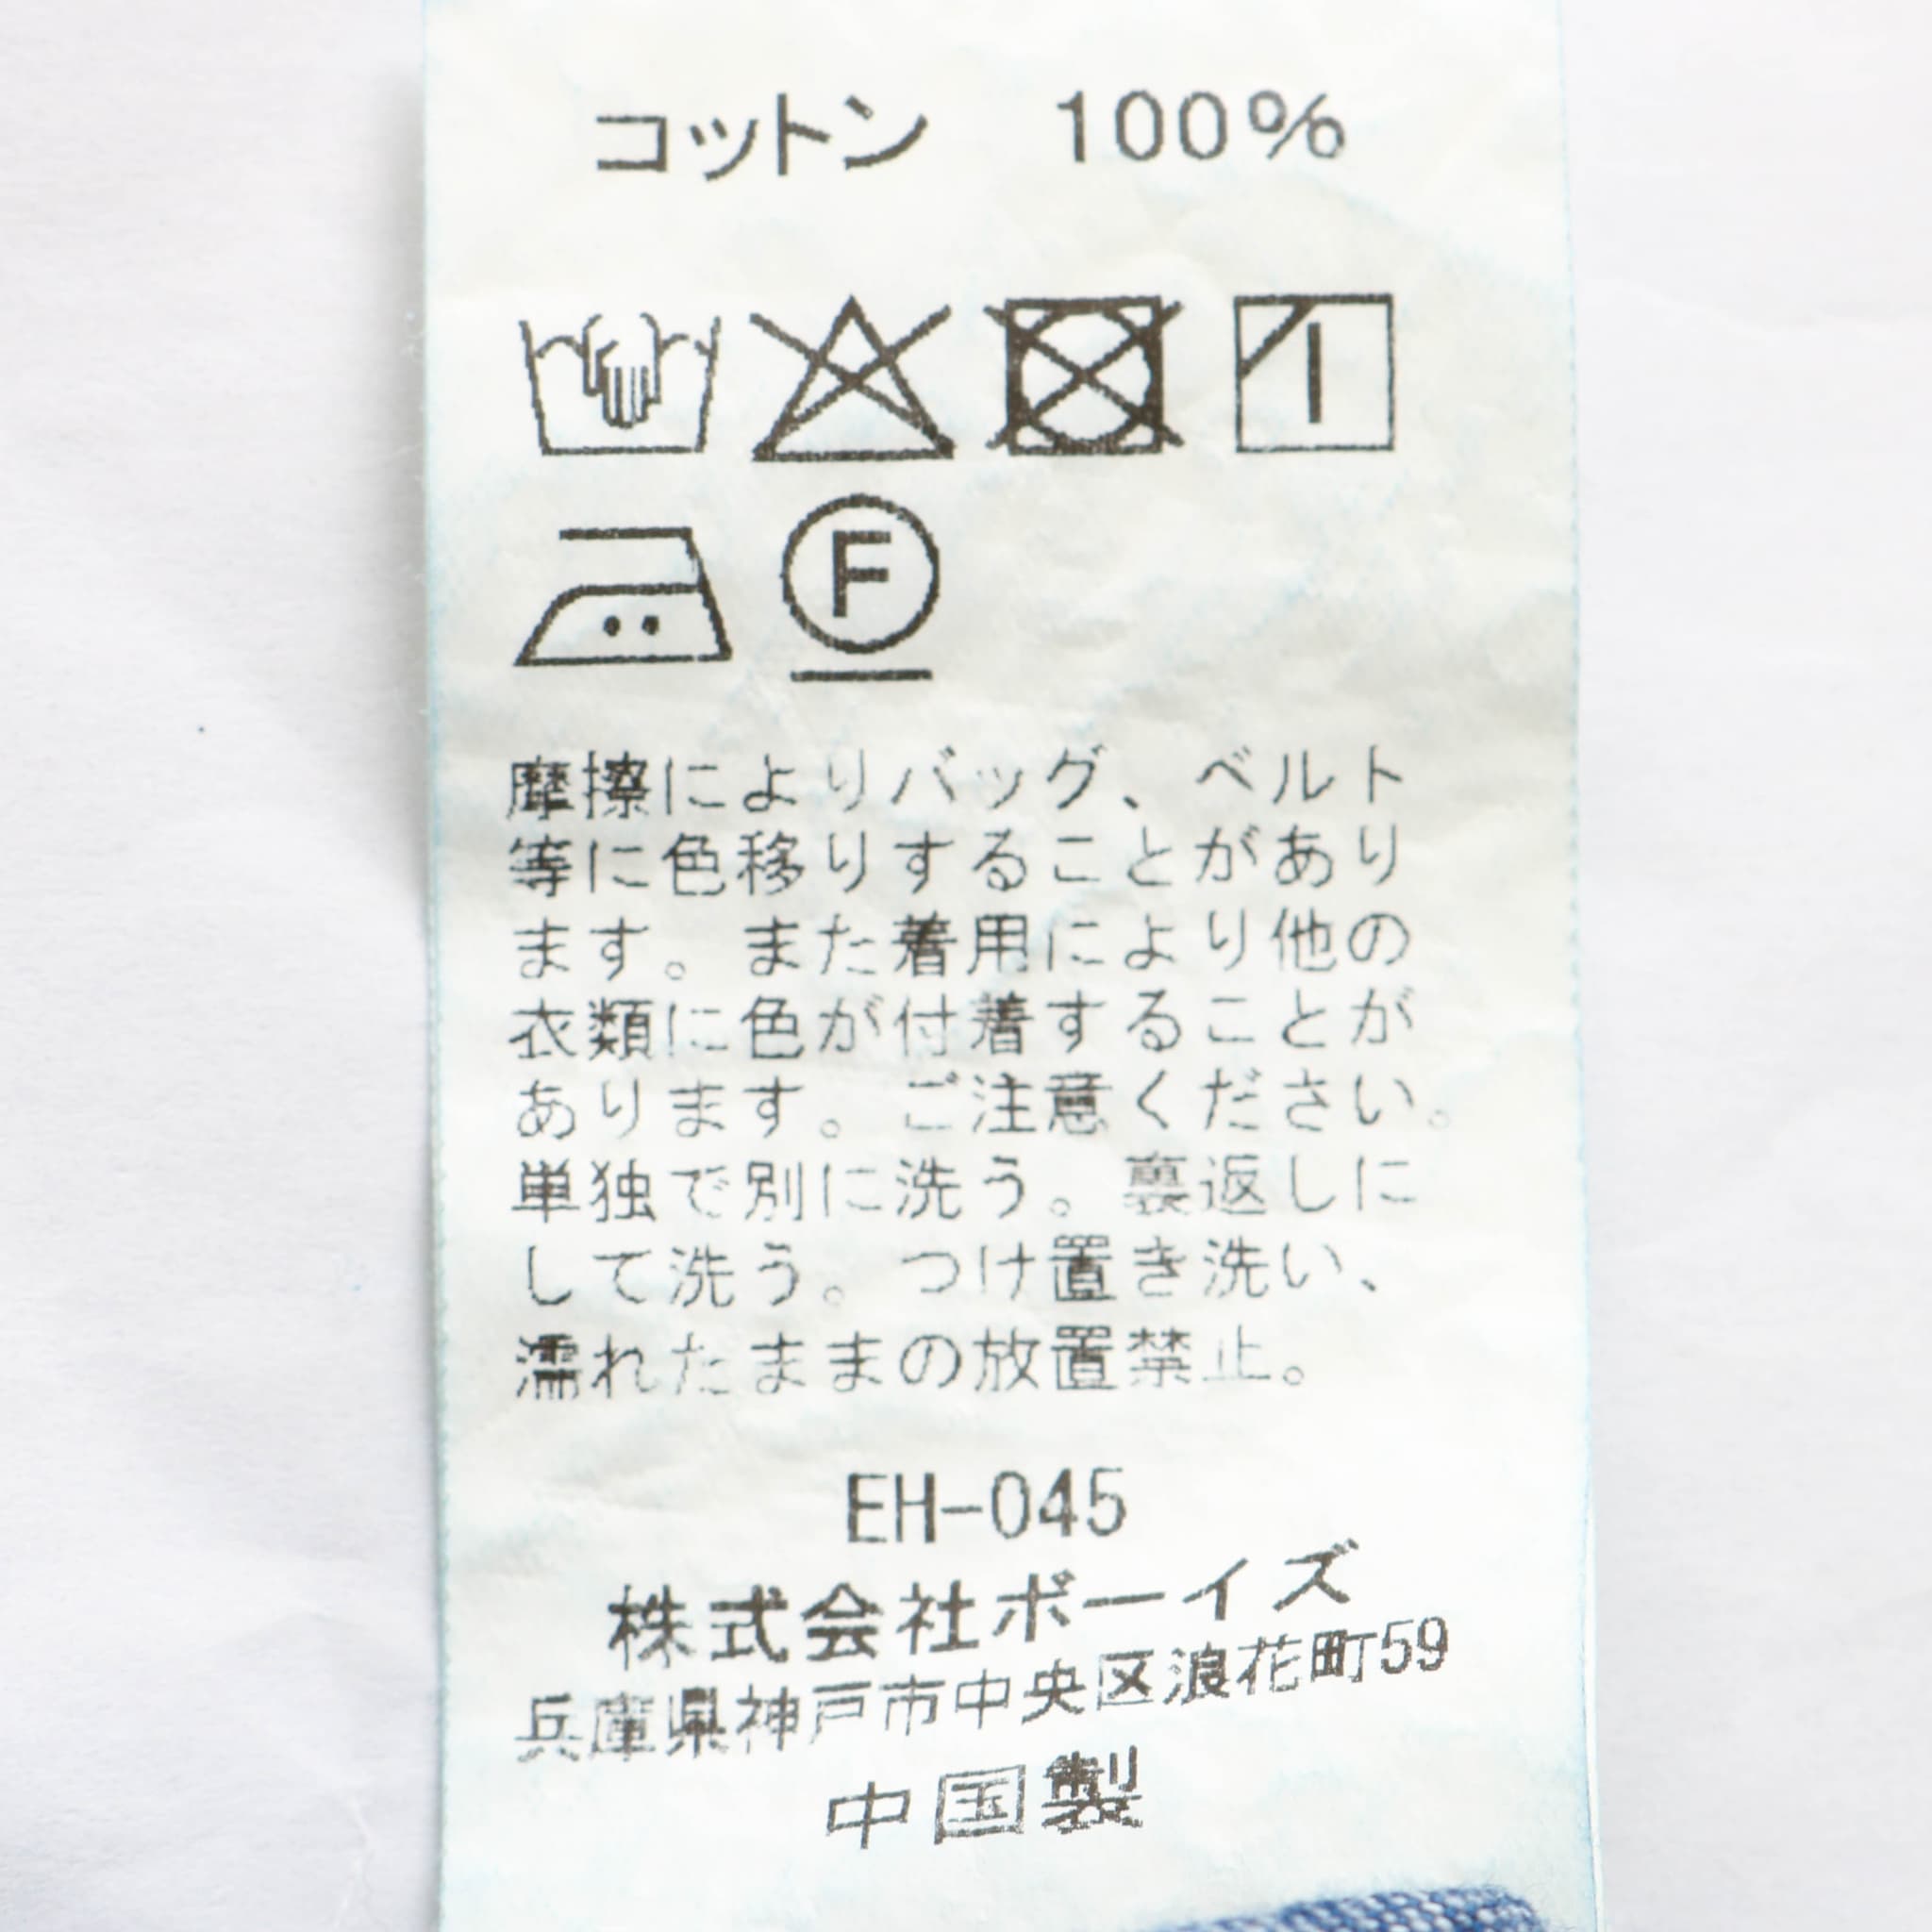 コットン　100%
F
摩擦によりバッグ、ベルト
等に色移りすることがあり
ます。また着用により他の
衣類に色が付着することが
あります。ご注意ください。
単独で別に洗う。裏返しに
して洗う。つけ置き洗い、
濡れたままの放置禁止。
EH-045
株式会社ボーイズ
兵庫県神戸市中央区浪花町59
中国製